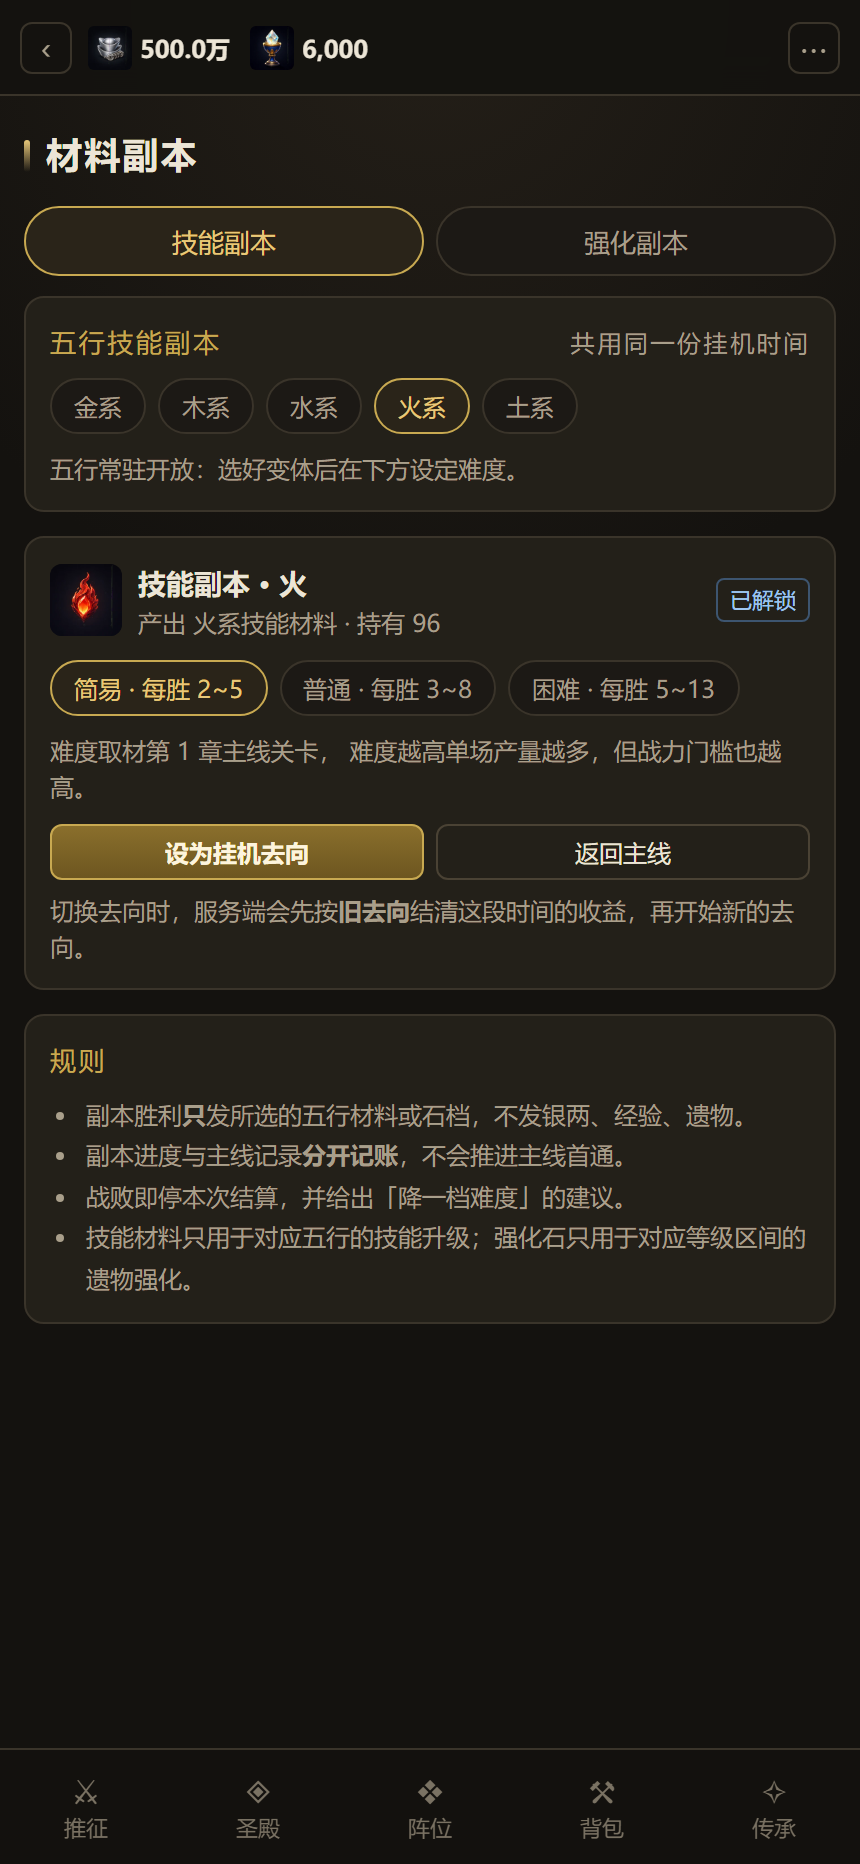 500.0万 6,000
材料副本
技能副本 强化副本
五行技能副本 共用同一份挂机时间
金系 木系 水系 火系 土系
五行常驻开放：选好变体后在下方设定难度。
技能副本 · 火
产出 火系技能材料 · 持有 96
已解锁
简易 · 每胜 2~5 普通 · 每胜 3~8 困难 · 每胜 5~13
难度取材第 1 章主线关卡， 难度越高单场产量越多，但战力门槛也越
高。
设为挂机去向 返回主线
切换去向时，服务端会先按旧去向结清这段时间的收益，再开始新的去
向。
规则
• 副本胜利只发所选的五行材料或石档，不发银两、经验、遗物。
• 副本进度与主线记录分开记账，不会推进主线首通。
• 战败即停本次结算，并给出「降一档难度」的建议。
• 技能材料只用于对应五行的技能升级；强化石只用于对应等级区间的
遗物强化。
推征 圣殿 阵位 背包 传承